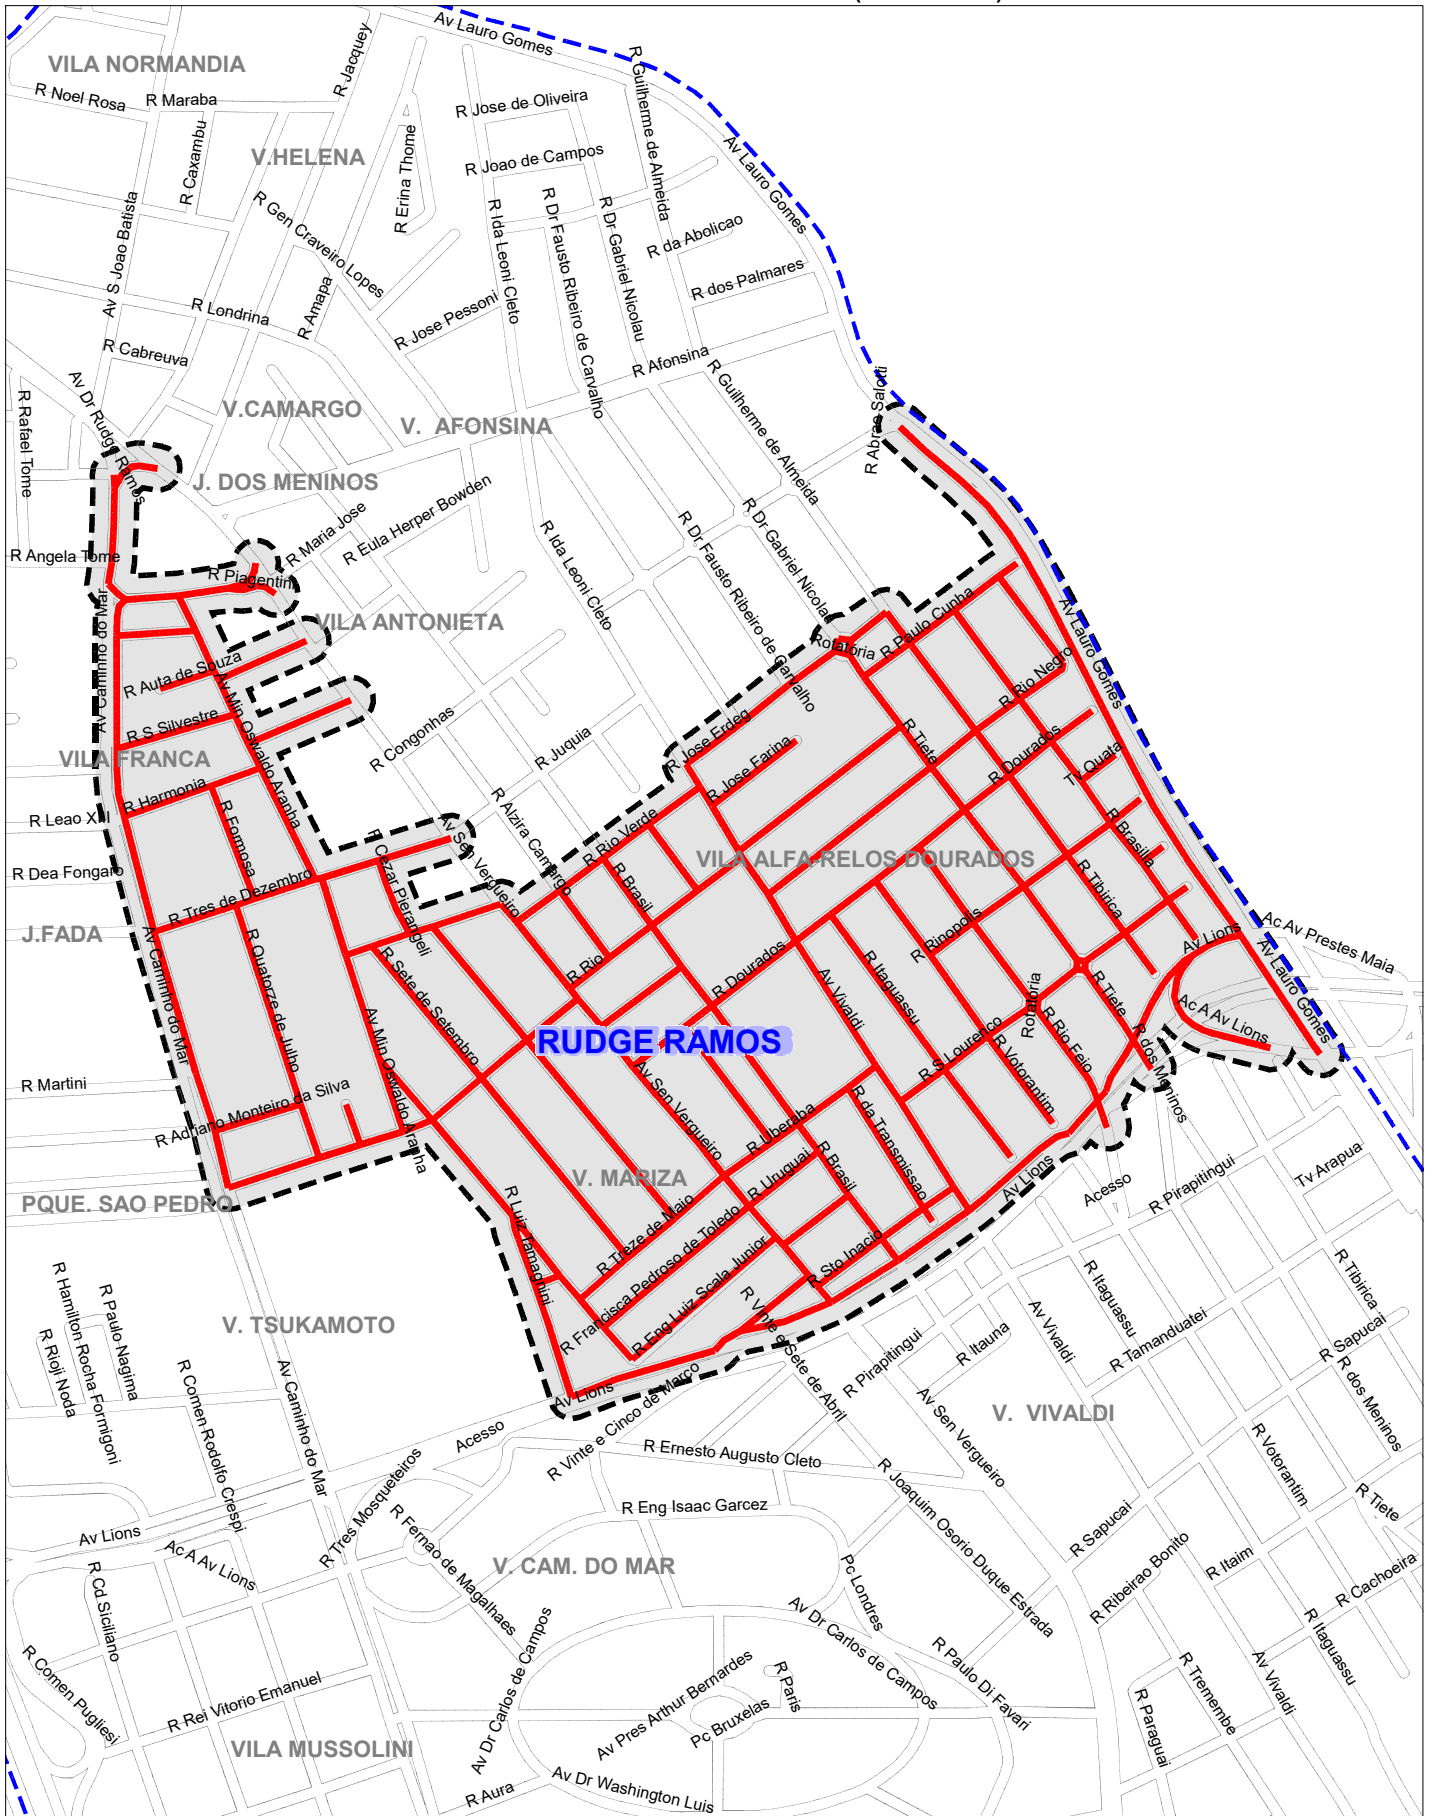 Av Lauro Gomes
VILA NORMANDIA
R Jacquey
R Guilherme de Almeida
R Noel Rosa
R Maraba
R Jose de Oliveira
R Caxambu
V.HELENA
R Erina Thome
R Joao de Campos
Av Lauro Gomes
Av S Joao Batista
R Gen Craveiro Lopes
R Ida Leoni Cleto
R Dr Fausto Ribeiro de Carvalho
R Dr Gabriel Nicolau
R da Abolicao
R dos Palmares
R Londrina
R Amapa
R Jose Pessoni
R Cabreuva
R Afonsina
Av Dr Rudge Ramos
R Rafael Tome
V.CAMARGO
V. AFONSINA
R Guilherme de Almeida
R Abrao Saloti
J. DOS MENINOS
R Eula Herper Bowden
R Maria Jose
R Ida Leoni Cleto
R Dr Fausto Ribeiro de Carvalho
R Dr Gabriel Nicolau
R Angela Tome
R Piagentini
Av Caminho do Mar
VILA ANTONIETA
Rotatória
R Paulo Cunha
Av Lauro Gomes
R Auta de Souza
Av Min Oswaldo Aranha
R Rio Negro
R S Silvestre
R Congonhas
R Juquia
R Jose Erdeg
R Tiete
R Dourados
VILA FRANCA
R Harmonia
R Jose Farina
Tv Quata
R Leao XIII
R Formosa
R Cezar Pierangeli
Av Sen Vergueiro
R Alzira Camargo
R Rio Verde
R Brasilia
R Dea Fongaro
R Tres de Dezembro
R Brasil
VILA ALFA-RELOS DOURADOS
R Tibirica
J.FADA
Av Caminho do Mar
R Quatorze de Julho
R Sete de Setembro
R Rio
R Dourados
Av Vivaldi
R Itaguassu
R Rinopolis
Av Lions
Ac Av Prestes Maia
Av Lauro Gomes
Rotatória
R Tiete
Ac A Av Lions
Av Min Oswaldo Aranha
RUDGE RAMOS
R S Lourenco
R Votorantim
R Rio Feio
R dos Meninos
R Martini
R Adriano Monteiro da Silva
Av Sen Vergueiro
R Uberaba
R da Transmissao
R Brasil
R Uruguai
V. MARIZA
Av Lions
Acesso
R Pirapitingui
Tv Arapua
PQUE. SAO PEDRO
R Luiz Tamagnini
R Treze de Maio
R Francisca Pedroso de Toledo
R Eng Luiz Scala Junior
R Sto Inacio
R Vinte e Sete de Abril
R Itaguassu
R Tibirica
R Hamilton Rocha Formigoni
R Paulo Nagima
R Rioji Noda
V. TSUKAMOTO
Av Vivaldi
R Tamanduatei
R Sapucai
R Pirapitingui
R Itauna
R dos Meninos
R Comen Rodolfo Crespi
Av Caminho do Mar
Av Lions
R Vinte e Cinco de Marco
Av Sen Vergueiro
V. VIVALDI
Acesso
R Ernesto Augusto Cleto
R Votorantim
R Tres Mosqueteiros
R Joaquim Osorio Duque Estrada
R Tiete
Av Lions
R Fernao de Magalhaes
R Eng Isaac Garcez
R Sapucai
Ac A Av Lions
V. CAM. DO MAR
Pc Londres
R Ribeirao Bonito
R Itaim
R Cachoeira
R Cd Siciliano
Av Dr Carlos de Campos
Av Dr Carlos de Campos
R Itaguassu
R Comen Pugliesi
R Rei Vitorio Emanuel
Av Pres Arthur Bernardes
R Paris
Pc Bruxelas
R Paulo Di Favari
R Paraguai
R Tremembe
Av Vivaldi
VILA MUSSOLINI
R Aura
Av Dr Washington Luis